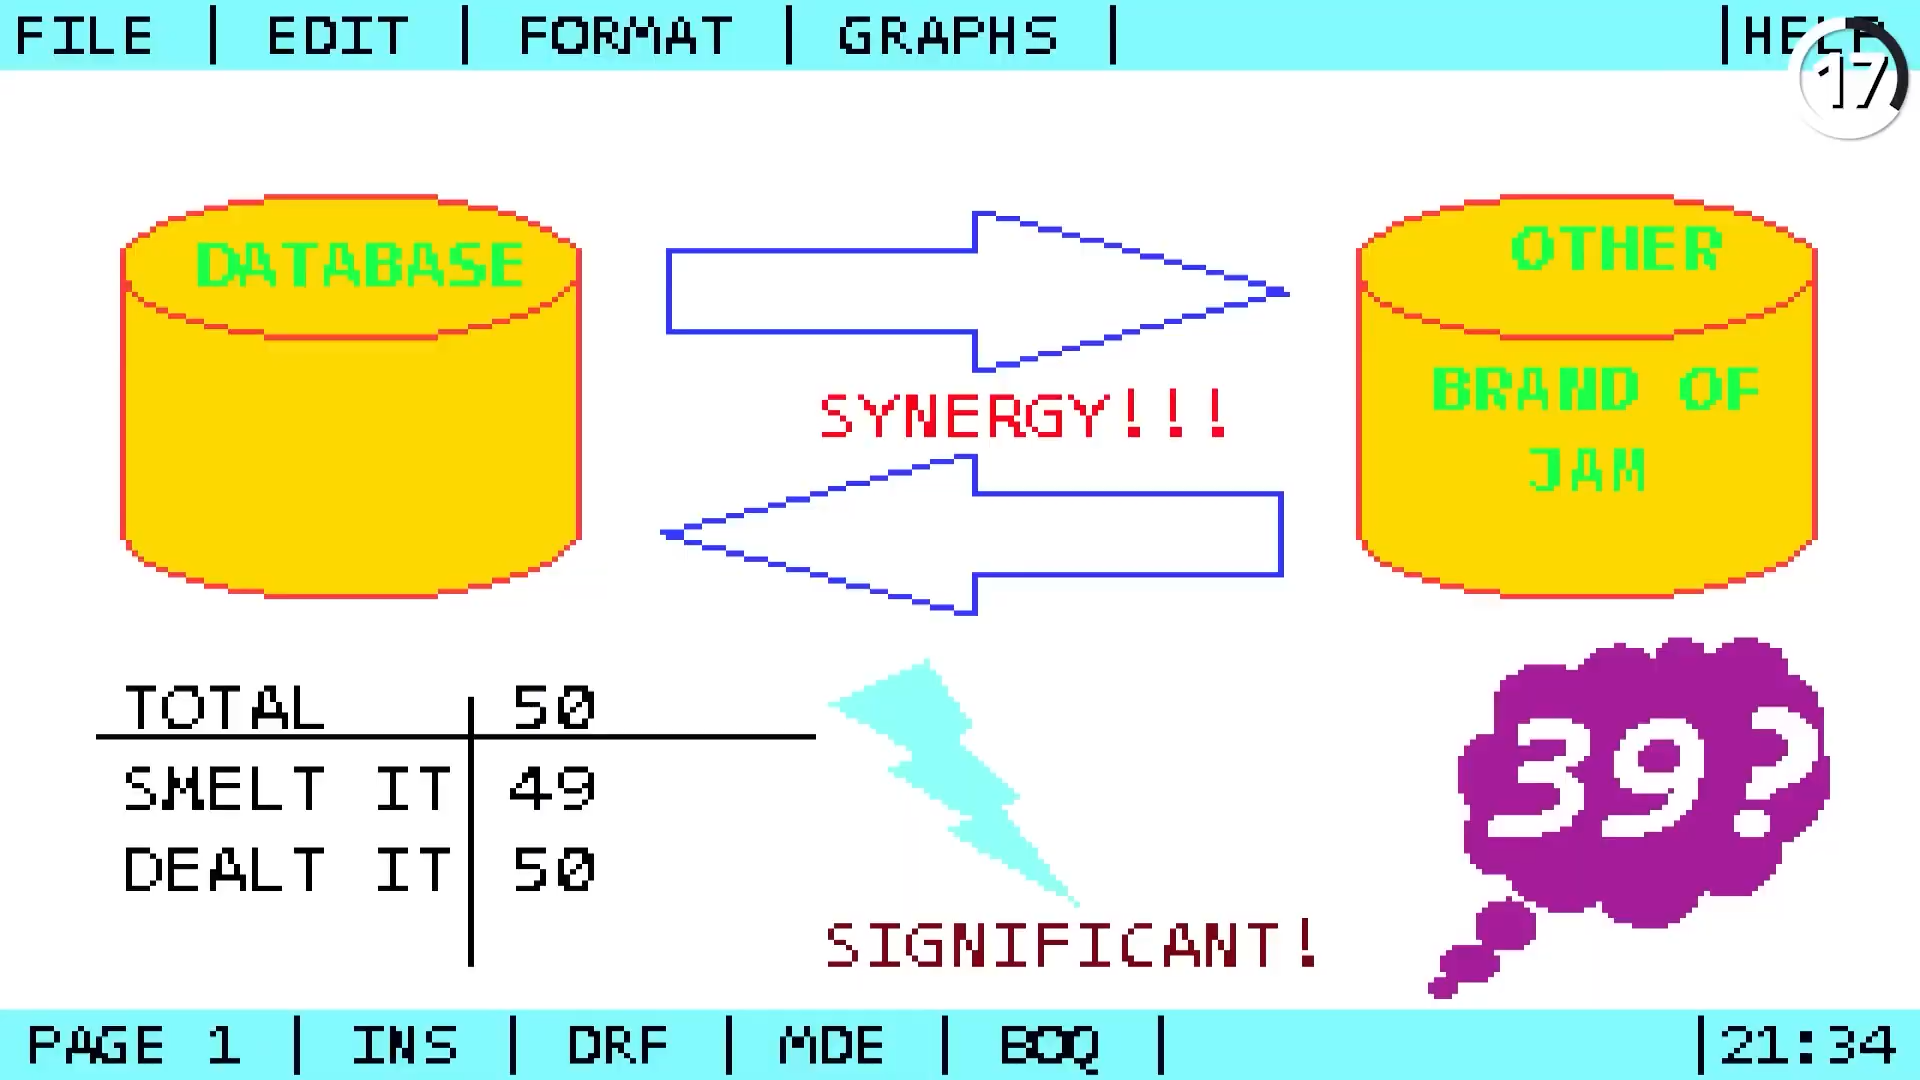 FILE | EDIT | FORMAT | GRAPHS | | HELP
17
DATABASE
OTHER
BRAND OF
JAM
SYNERGY!!!
TOTAL 50
SMELT IT 49
DEALT IT 50
39?
SIGNIFICANT!
PAGE 1 | INS | DRF | MDE | BOQ | | 21:34